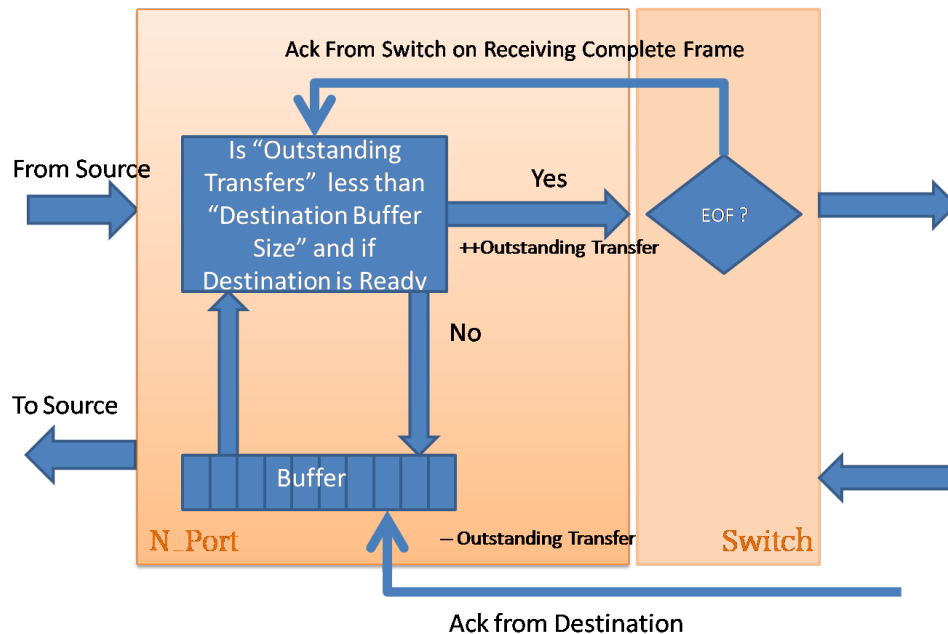 Ack From Switch on Receiving Complete Frame
From Source
Is “Outstanding
Transfers” less than
“Destination Buffer
Size” and if
Destination is Ready
Yes
++Outstanding Transfer
EOF ?
No
To Source
Buffer
N_Port
– Outstanding Transfer
Switch
Ack from Destination